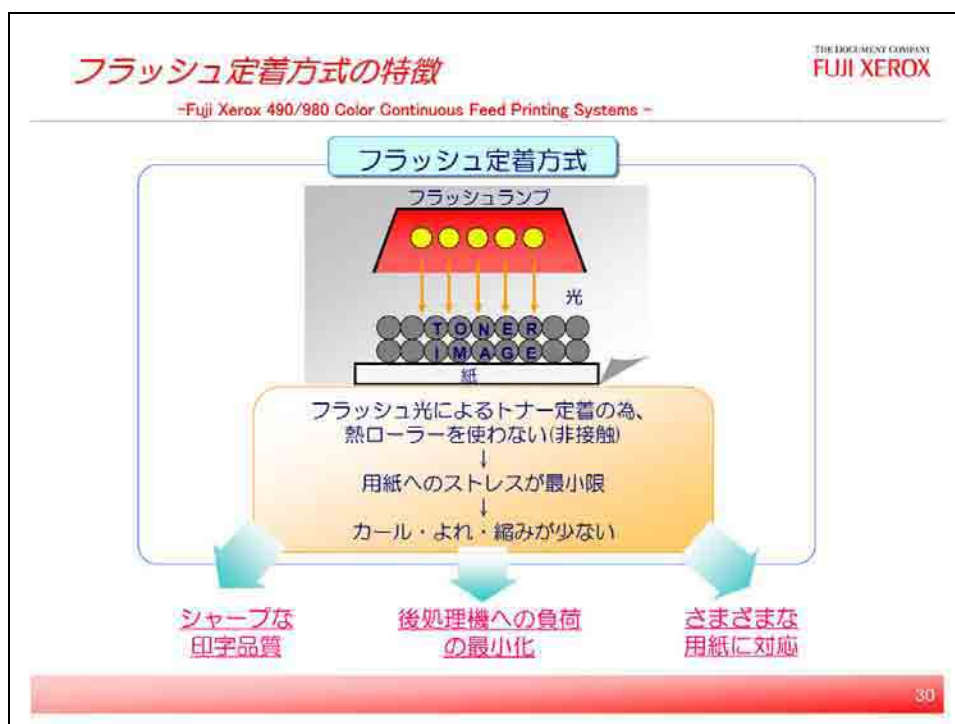 フラッシュ定着方式の特徴
THE DOCUMENT COMPANY
FUJI XEROX
-Fuji Xerox 490/980 Color Continuous Feed Printing Systems -
フラッシュ定着方式
フラッシュランプ
光
TONER
IMAGE
紙
フラッシュ光によるトナー定着の為、
熱ローラーを使わない(非接触)
↓
用紙へのストレスが最小限
↓
カール・よれ・縮みが少ない
シャープな
印字品質
後処理機への負荷
の最小化
さまざまな
用紙に対応
30